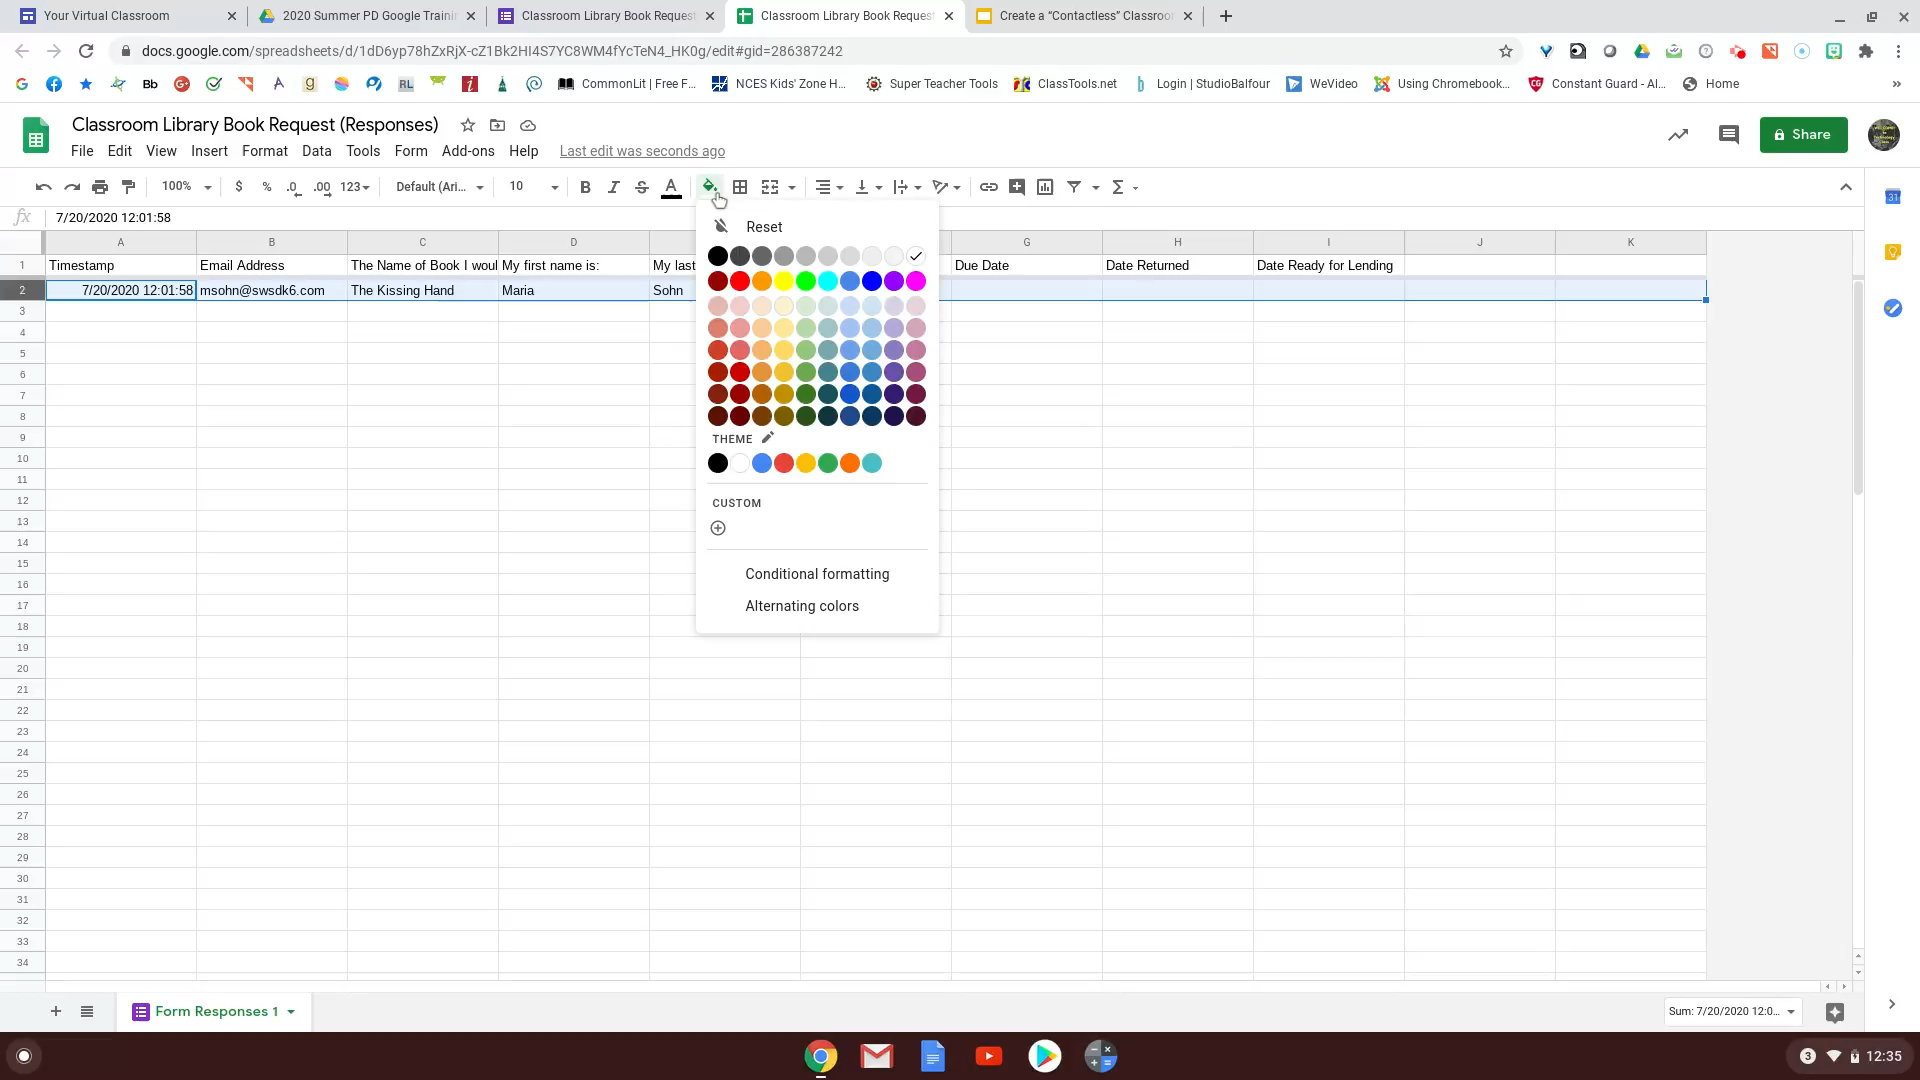 Your Virtual Classroom
2020 Summer PD Google Traini
Classroom Library Book Request
Classroom Library Book Request
Create a “Contactless” Classroo
docs.google.com/spreadsheets/d/1dD6yp78hZxRjX-cZ1Bk2HI4S7YC8WM4fYcTeN4_HK0g/edit#gid=286387242
Bb
RL
CommonLit | Free F...
NCES Kids' Zone H...
Super Teacher Tools
ClassTools.net
Login | StudioBalfour
WeVideo
Using Chromebook...
Constant Guard - Al...
Home
Classroom Library Book Request (Responses)
Share
File Edit View Insert Format Data Tools Form Add-ons Help Last edit was seconds ago
100% $ % .0 .00 123 Default (Ari... 10 B I S A
31
fx 7/20/2020 12:01:58
A B C D G H I J K
1 Timestamp Email Address The Name of Book I woul My first name is: My last Due Date Date Returned Date Ready for Lending
2 7/20/2020 12:01:58 msohn@swsdk6.com The Kissing Hand Maria Sohn
3
4
5
6
7
8
9
10
11
12
13
14
15
16
17
18
19
20
21
22
23
24
25
26
27
28
29
30
31
32
33
34
Reset
THEME
CUSTOM
Conditional formatting
Alternating colors
Form Responses 1
Sum: 7/20/2020 12:0...
3 12:35